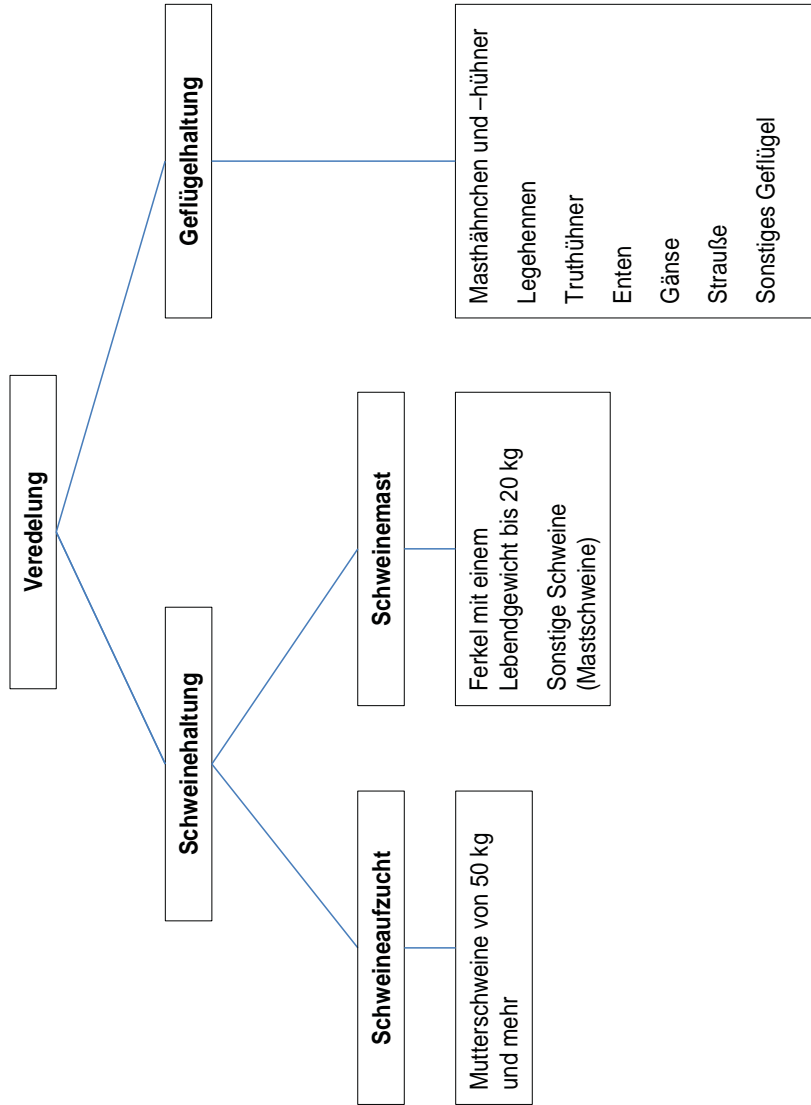 Veredelung
Schweinehaltung
Geflügelhaltung
Schweineaufzucht
Schweinemast
Mutterschweine von 50 kg
und mehr
Ferkel mit einem
Lebendgewicht bis 20 kg
Sonstige Schweine
(Mastschweine)
Masthähnchen und –hühner
Legehennen
Truthühner
Enten
Gänse
Strauße
Sonstiges Geflügel